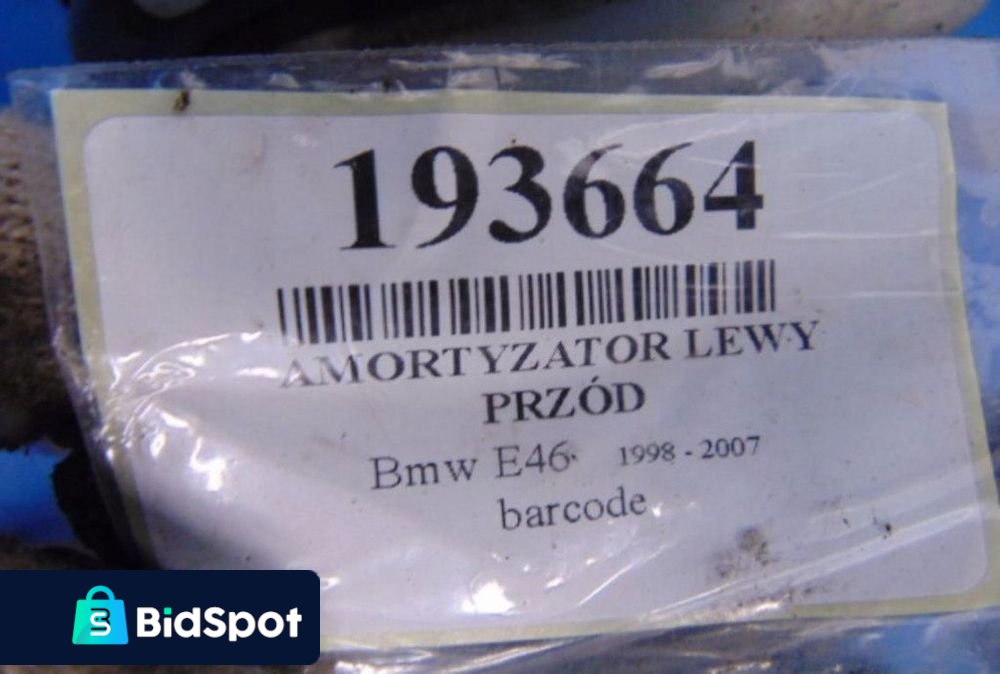 193664
AMORTYZATOR LEWY
PRZÓD
Bmw E46 1998 - 2007
barcode
BidSpot